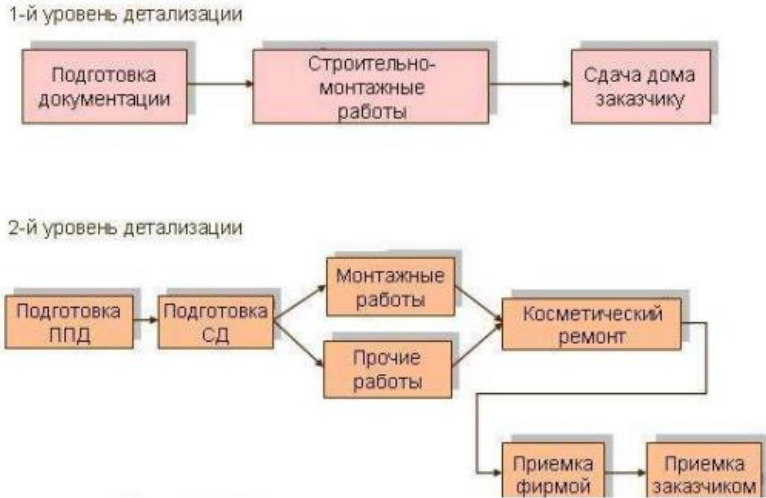 1-й уровень детализации
Подготовка
документации
Строительно-
монтажные
работы
Сдача дома
заказчику
2-й уровень детализации
Подготовка
ППД
Подготовка
СД
Монтажные
работы
Прочие
работы
Косметический
ремонт
Приемка
фирмой
Приемка
заказчиком